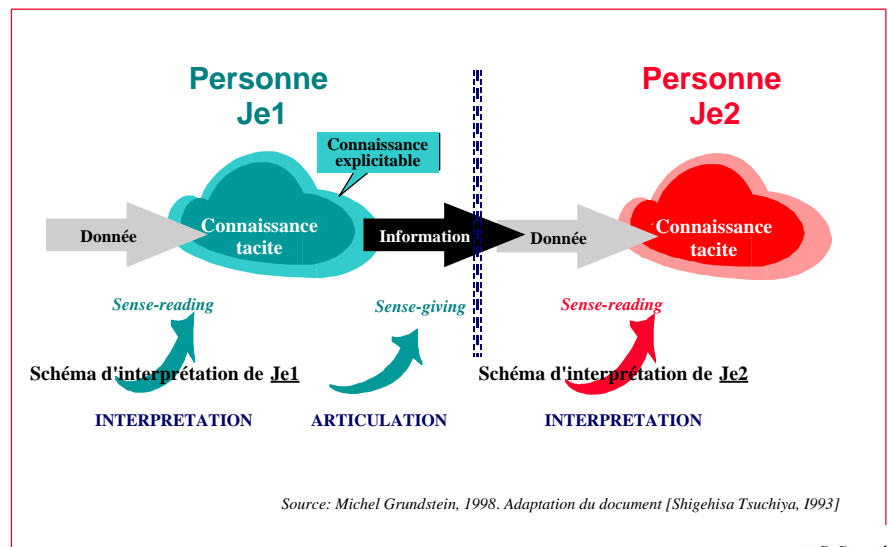 Personne
Je1
Personne
Je2
Connaissance
explicitable
Donnée
Connaissance
tacite
Information
Donnée
Connaissance
tacite
Sense-reading
Sense-giving
Sense-reading
Schéma d'interprétation de Je1
Schéma d'interprétation de Je2
INTERPRETATION
ARTICULATION
INTERPRETATION
Source: Michel Grundstein, 1998. Adaptation du document [Shigehisa Tsuchiya, I993]